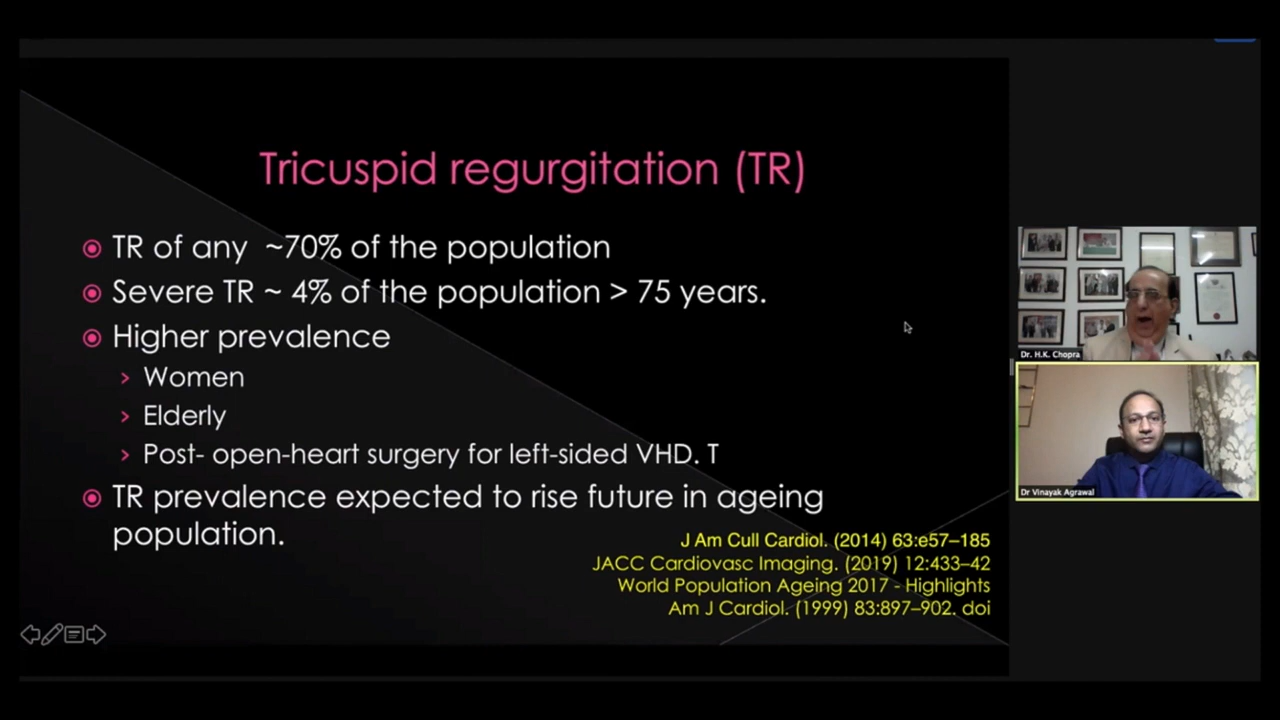 Tricuspid regurgitation (TR)
TR of any ~70% of the population
Severe TR ~ 4% of the population > 75 years.
Higher prevalence
Women
Elderly
Post- open-heart surgery for left-sided VHD. T
TR prevalence expected to rise future in ageing
population.
J Am Cull Cardiol. (2014) 63:e57–185
JACC Cardiovasc Imaging. (2019) 12:433–42
World Population Ageing 2017 - Highlights
Am J Cardiol. (1999) 83:897–902. doi
Dr. H.K. Chopra
Dr Vinayak Agrawal